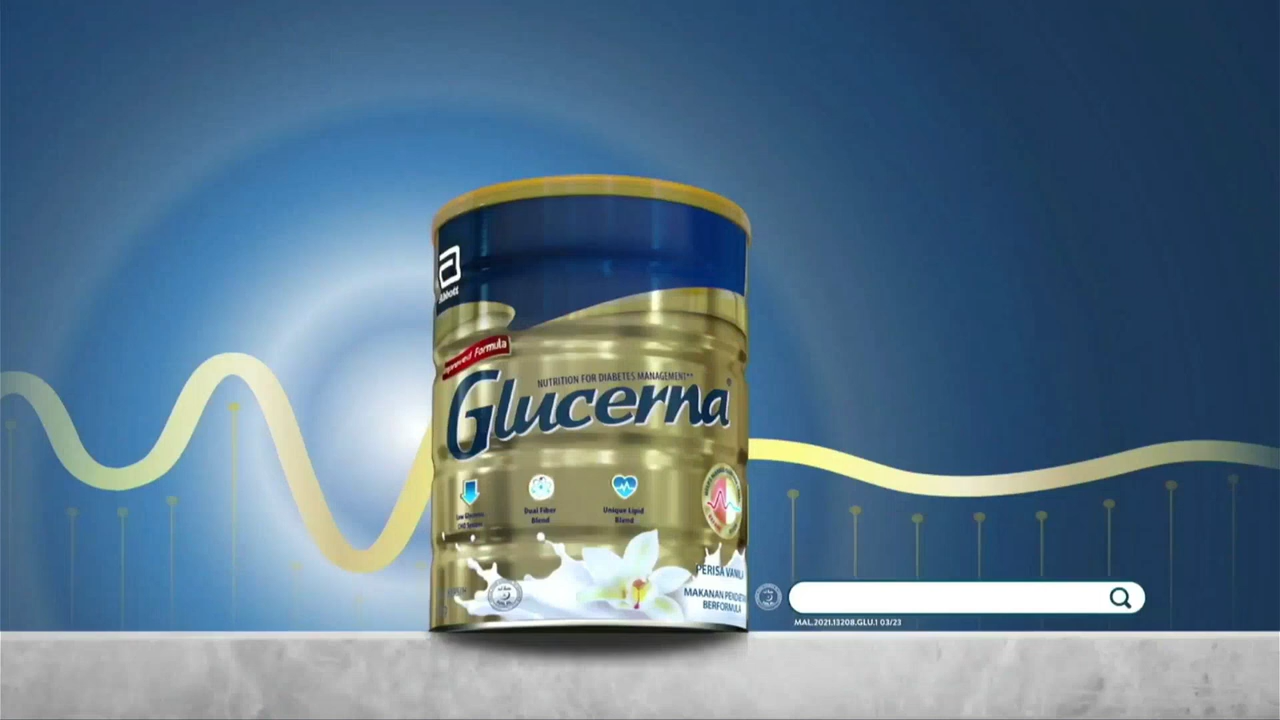 Abbott
Improved Formula
NUTRITION FOR DIABETES MANAGEMENT**
Glucerna®
Dual Fiber
Blend
Unique Lipid
Blend
PERISA VANILA
MAKANAN PENDIETAN
BERFORMULA
MAL.2021.13208.GLU.1 03/23